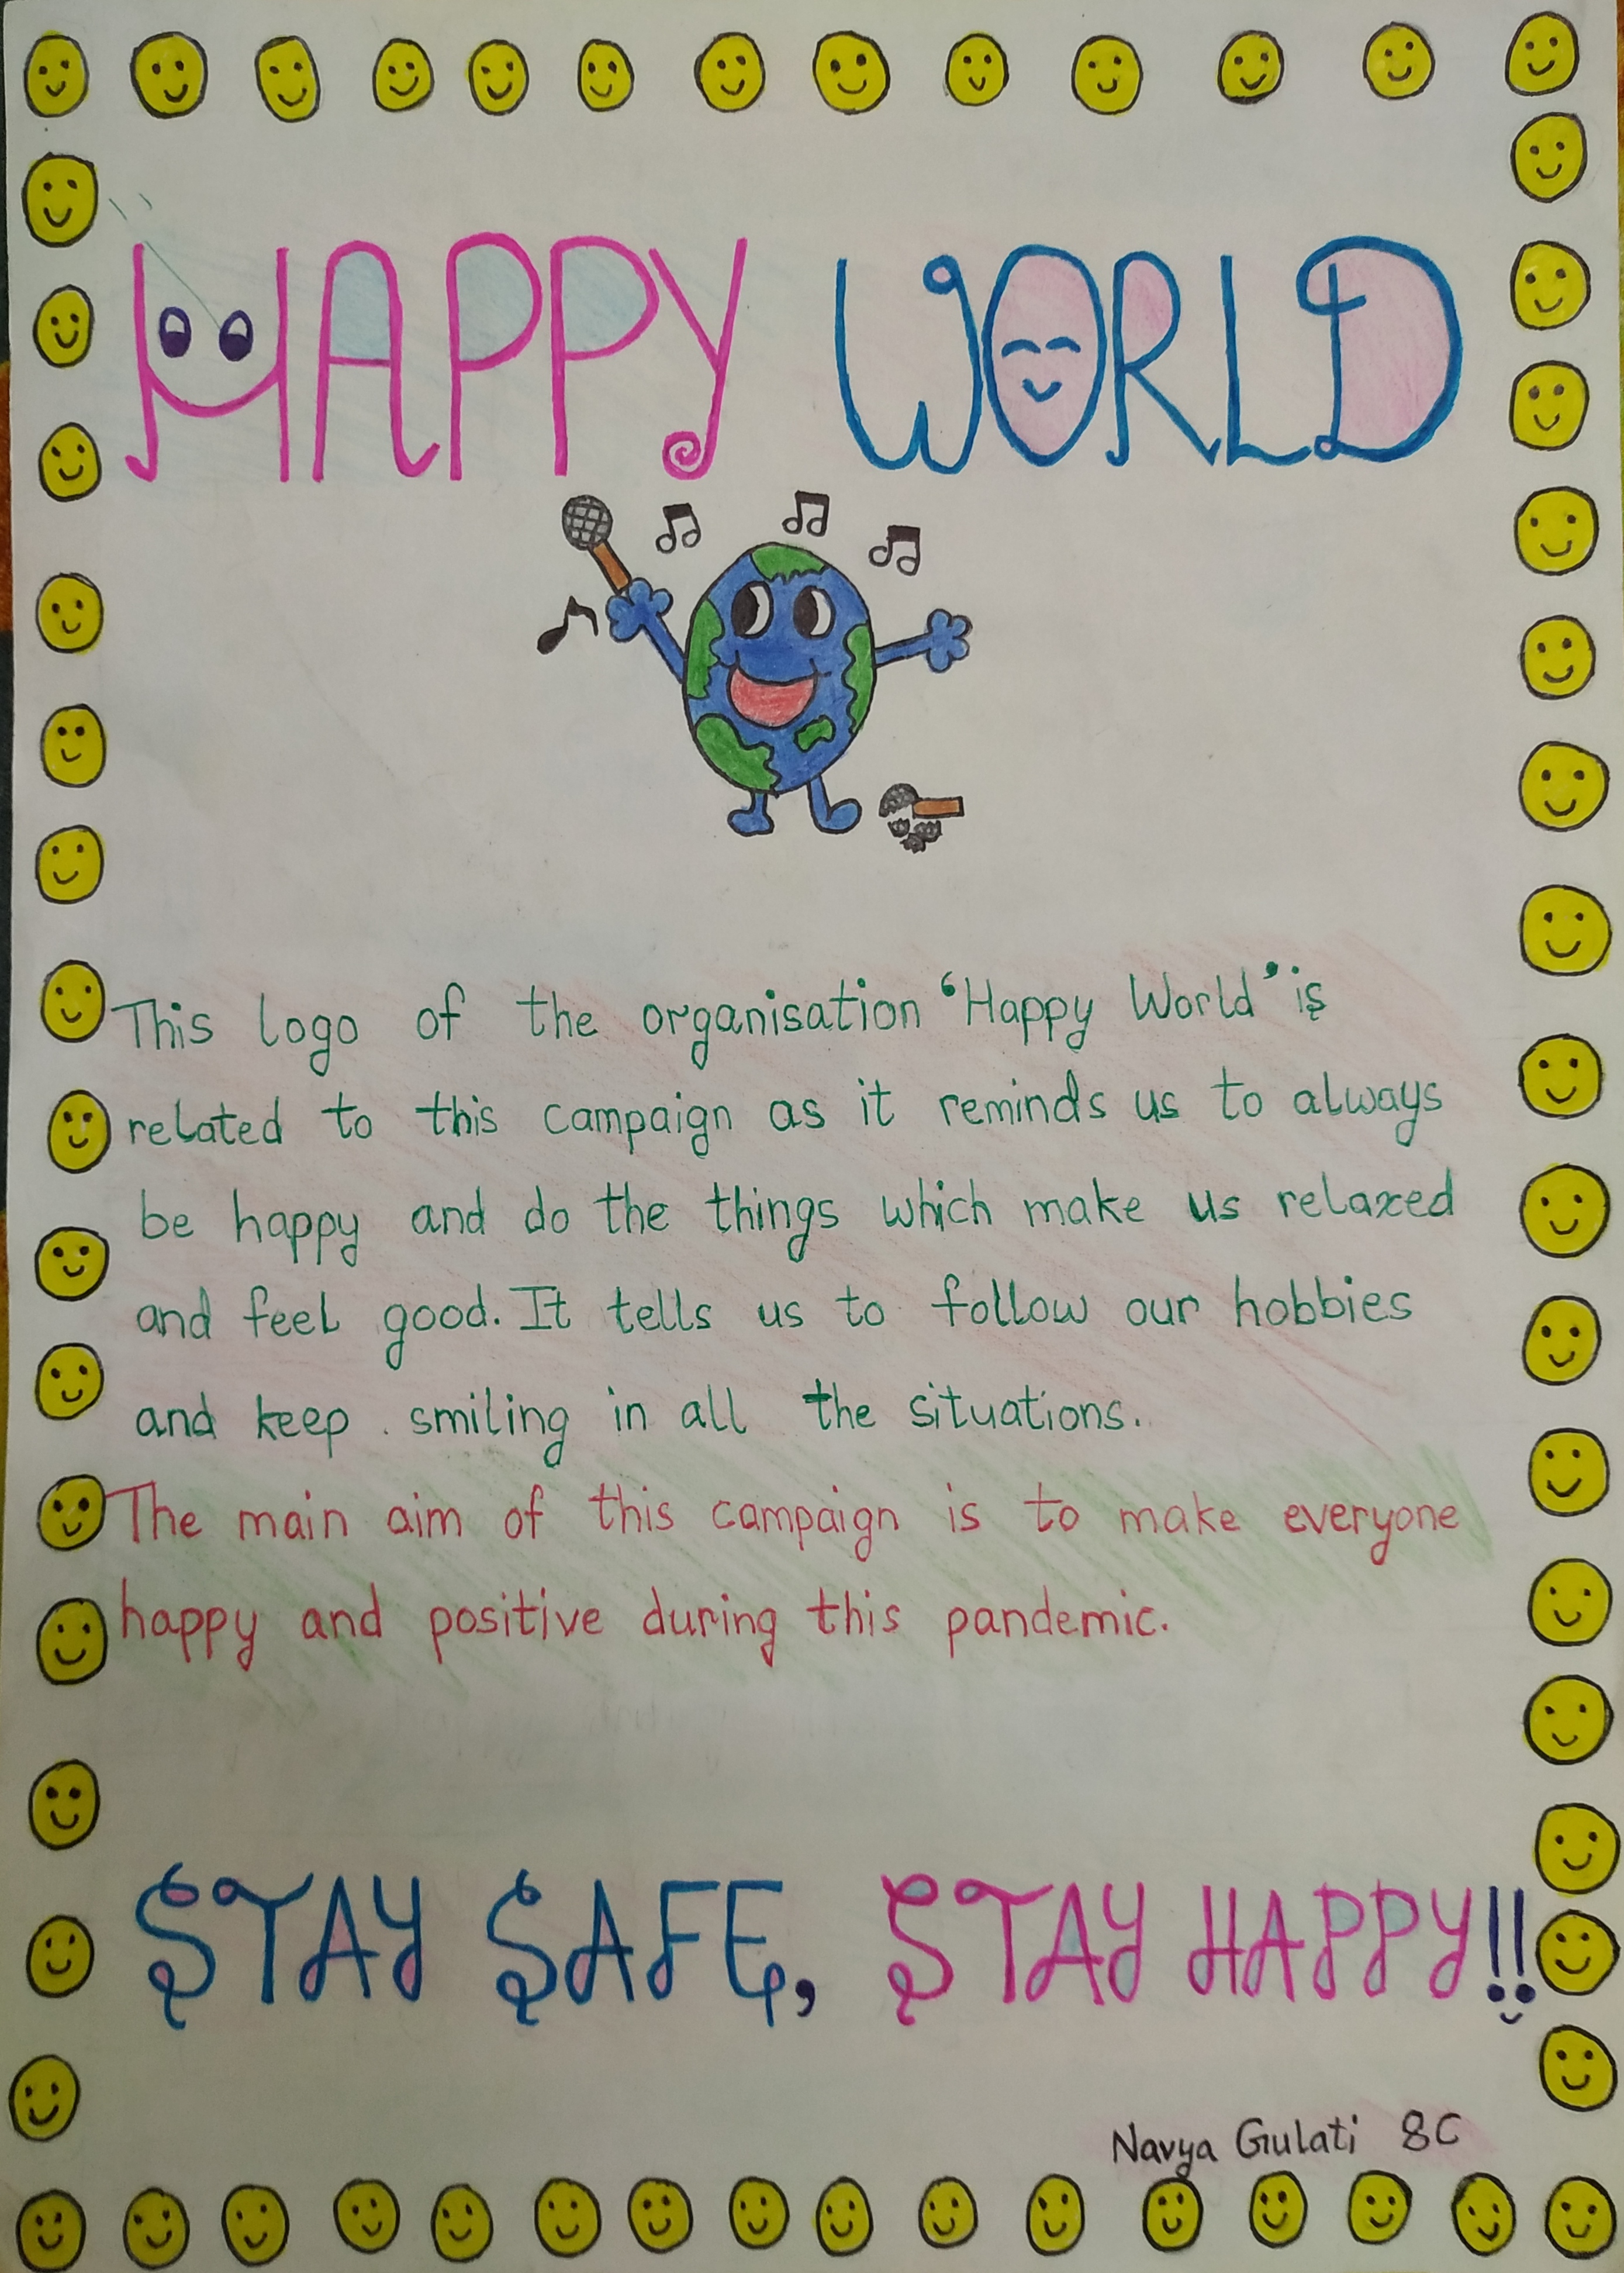 HAPPY WORLD
This logo of the organisation ‘Happy World’ is
related to this campaign as it reminds us to always
be happy and do the things which make us relaxed
and feel good. It tells us to follow our hobbies
and keep smiling in all the situations.
The main aim of this campaign is to make everyone
happy and positive during this pandemic.
STAY SAFE, STAY HAPPY!!
Navya Gulati 8C